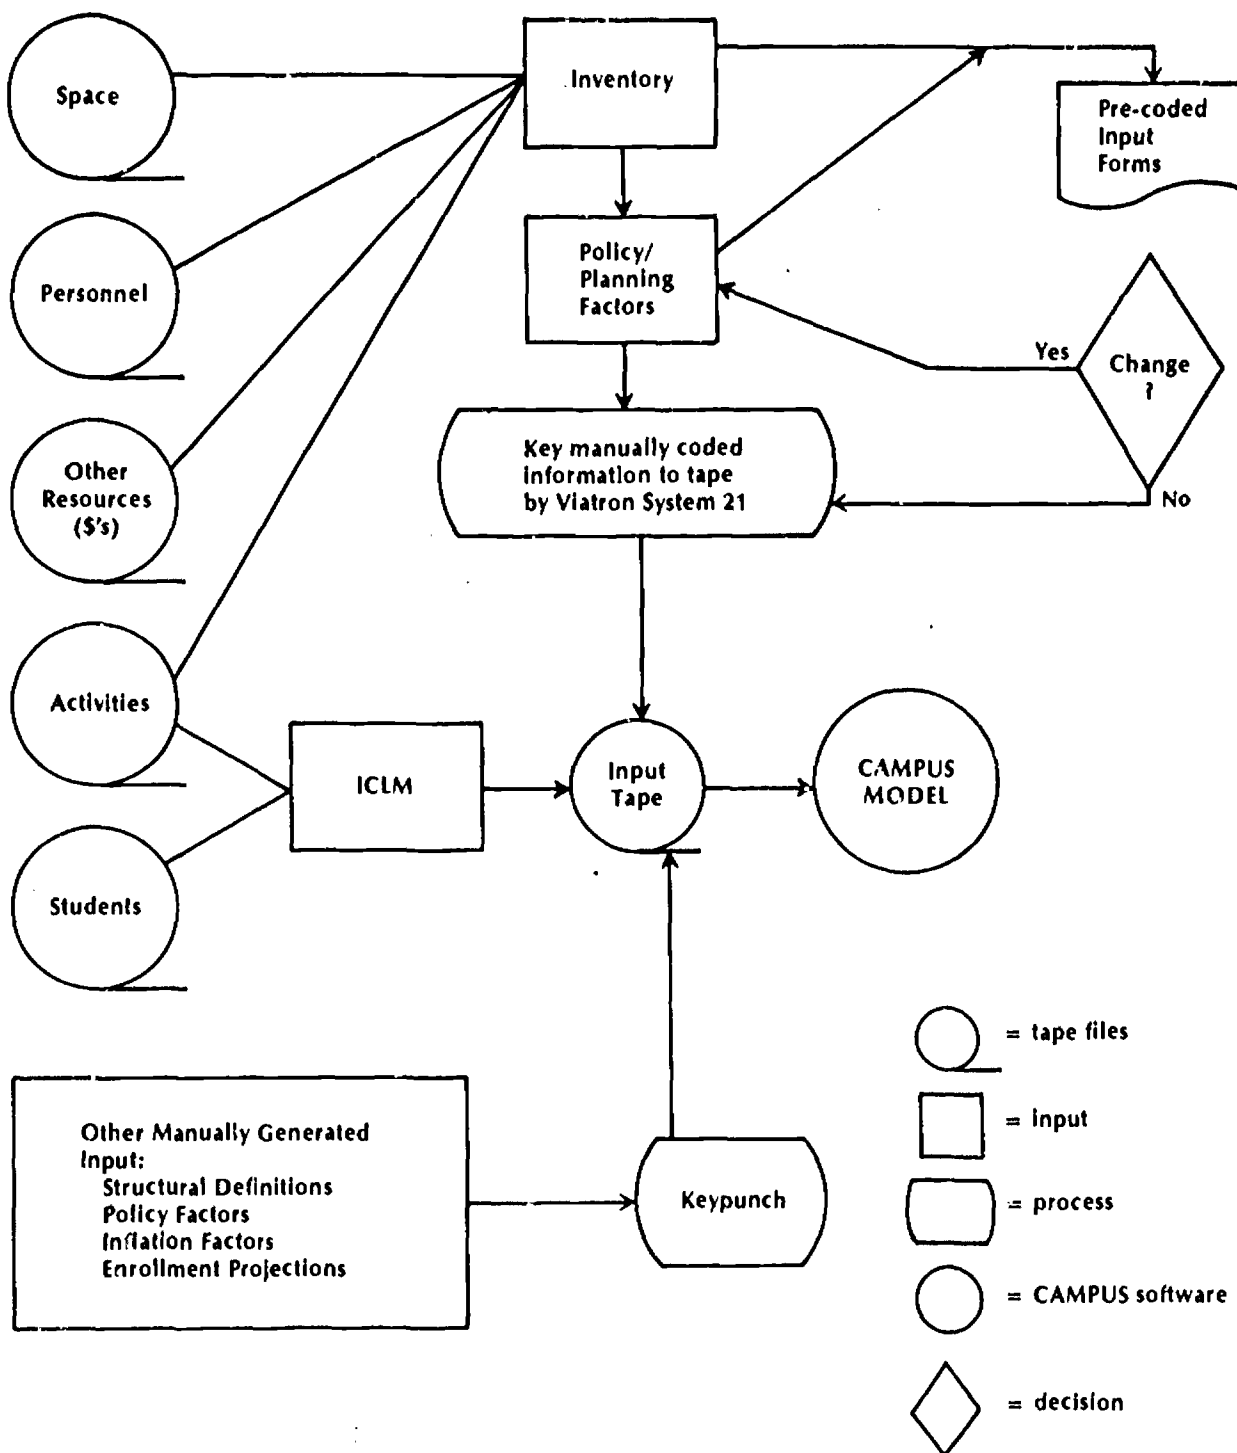 Space
Inventory
Pre-coded
Input
Forms
Personnel
Policy/
Planning
Factors
Yes
Change
?
No
Other
Resources
($'s)
Key manually coded
information to tape
by Viatron System 21
Activities
ICLM
Input
Tape
CAMPUS
MODEL
Students
Other Manually Generated
Input:
Structural Definitions
Policy Factors
Inflation Factors
Enrollment Projections
Keypunch
= tape files
= input
= process
= CAMPUS software
= decision